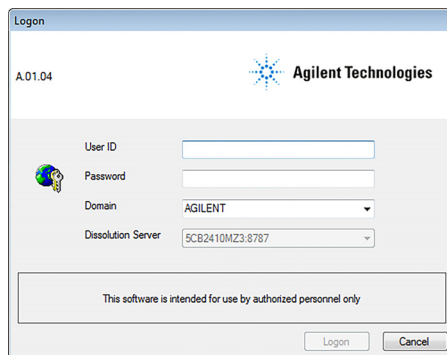 Logon
A.01.04
Agilent Technologies
User ID
Password
Domain
AGILENT
Dissolution Server
5CB2410MZ3:8787
This software is intended for use by authorized personnel only
Logon
Cancel